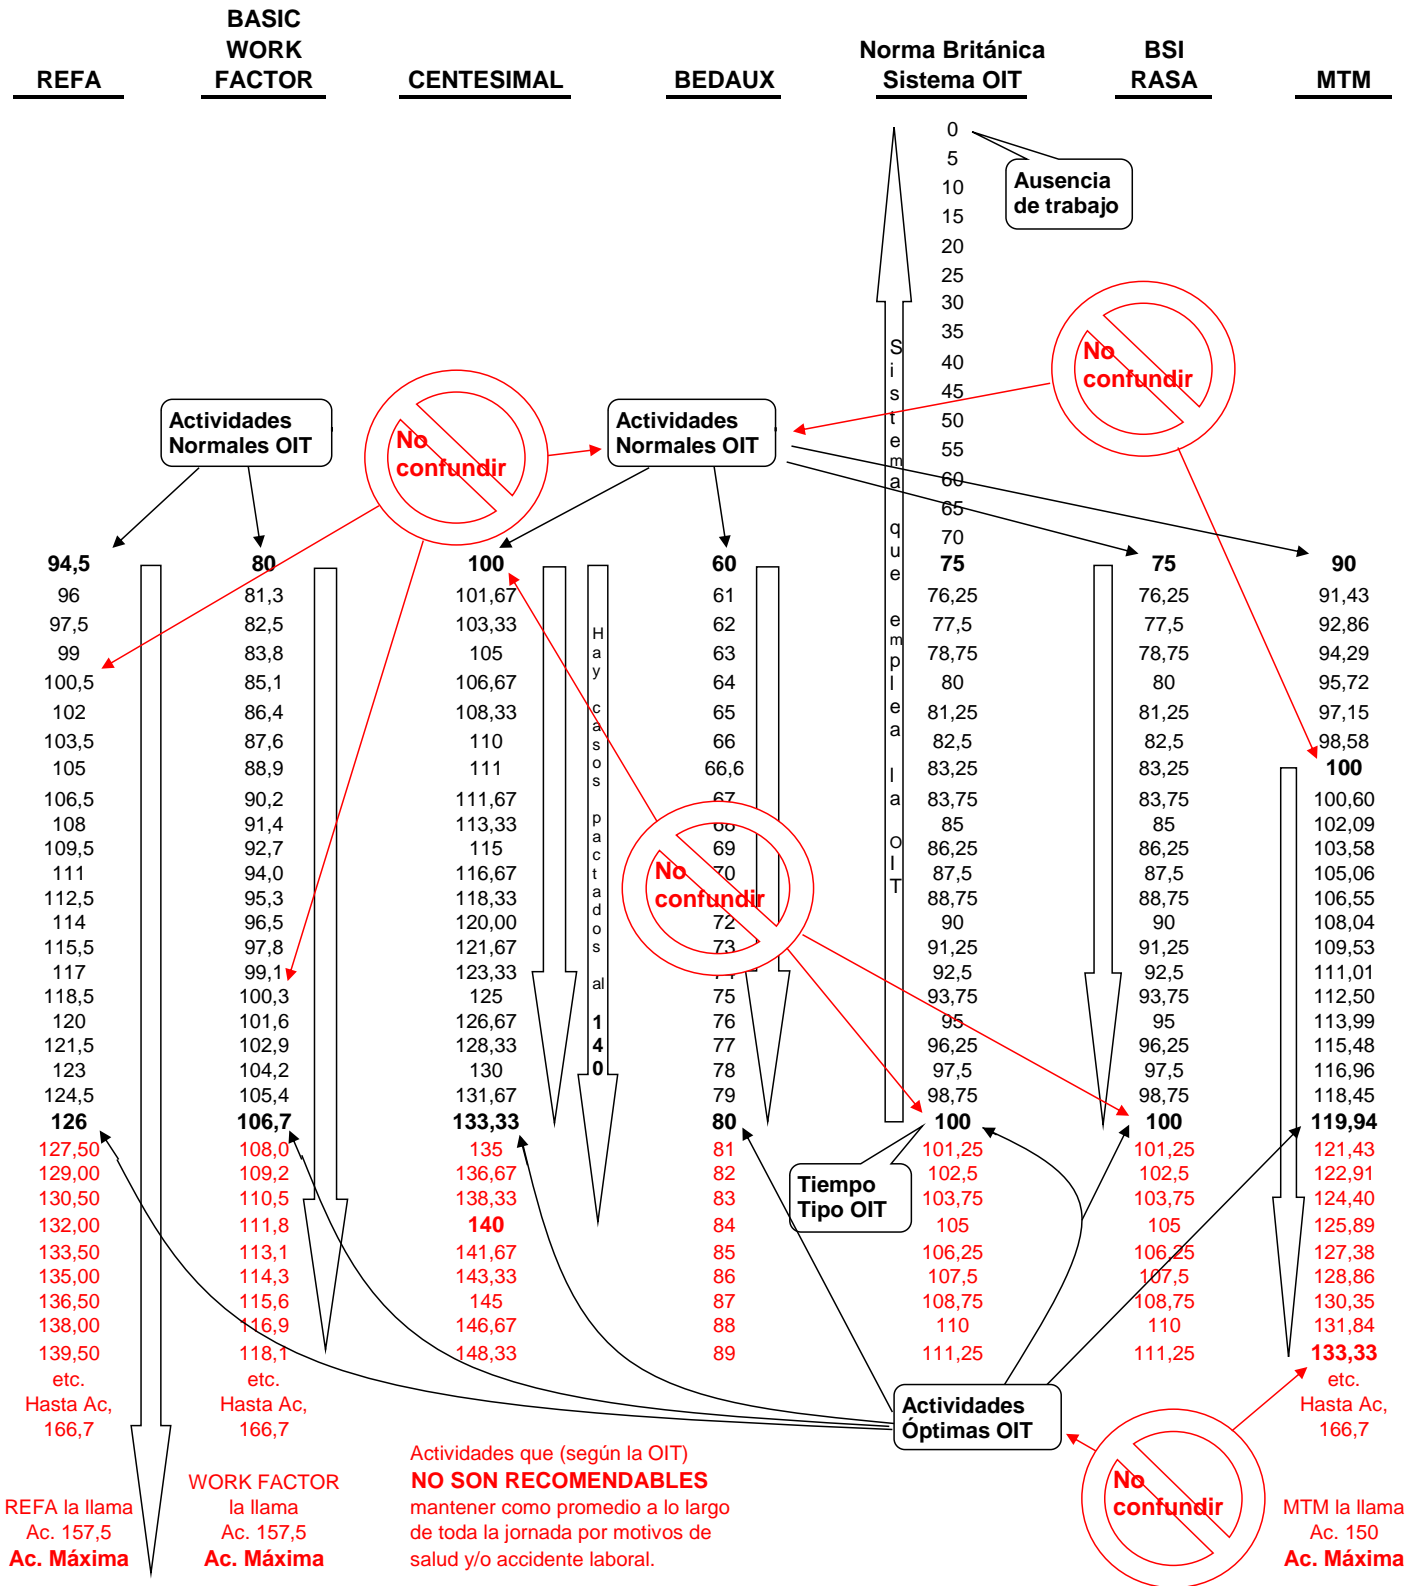 BASIC
WORK
FACTOR
Norma Británica
Sistema OIT
BSI
RASA
REFA CENTESIMAL BEDAUX MTM
0
5
10
15
20
25
30
35
40
45
50
55
60
65
70
Ausencia
de trabajo
No
confundir
Actividades
Normales OIT
No
confundir
Actividades
Normales OIT
Sistema que emplea la OIT
94,5 80 100 60 75 75 90
96 81,3 101,67 61 76,25 76,25 91,43
97,5 82,5 103,33 62 77,5 77,5 92,86
99 83,8 105 63 78,75 78,75 94,29
100,5 85,1 106,67 64 80 80 95,72
102 86,4 108,33 65 81,25 81,25 97,15
103,5 87,6 110 66 82,5 82,5 98,58
105 88,9 111 66,6 83,25 83,25 100
106,5 90,2 111,67 67 83,75 83,75 100,60
108 91,4 113,33 68 85 85 102,09
109,5 92,7 115 69 86,25 86,25 103,58
111 94,0 116,67 70 87,5 87,5 105,06
112,5 95,3 118,33 88,75 88,75 106,55
114 96,5 120,00 72 90 90 108,04
115,5 97,8 121,67 73 91,25 91,25 109,53
117 99,1 123,33 74 92,5 92,5 111,01
118,5 100,3 125 75 93,75 93,75 112,50
120 101,6 126,67 76 95 95 113,99
121,5 102,9 128,33 77 96,25 96,25 115,48
123 104,2 130 78 97,5 97,5 116,96
124,5 105,4 131,67 79 98,75 98,75 118,45
126 106,7 133,33 80 100 100 119,94
127,50 108,0 135 81 101,25 101,25 121,43
129,00 109,2 136,67 82 102,5 102,5 122,91
130,50 110,5 138,33 83 103,75 103,75 124,40
132,00 111,8 140 84 105 105 125,89
133,50 113,1 141,67 85 106,25 106,25 127,38
135,00 114,3 143,33 86 107,5 107,5 128,86
136,50 115,6 145 87 108,75 108,75 130,35
138,00 116,9 146,67 88 110 110 131,84
139,50 118,1 148,33 89 111,25 111,25 133,33
etc. etc. etc.
Hasta Ac, Hasta Ac, Hasta Ac,
166,7 166,7 166,7
Hay casos pactados al 140
No
confundir
Tiempo
Tipo OIT
Actividades
Óptimas OIT
No
confundir
REFA la llama
Ac. 157,5
Ac. Máxima
WORK FACTOR
la llama
Ac. 157,5
Ac. Máxima
Actividades que (según la OIT)
NO SON RECOMENDABLES
mantener como promedio a lo largo
de toda la jornada por motivos de
salud y/o accidente laboral.
MTM la llama
Ac. 150
Ac. Máxima